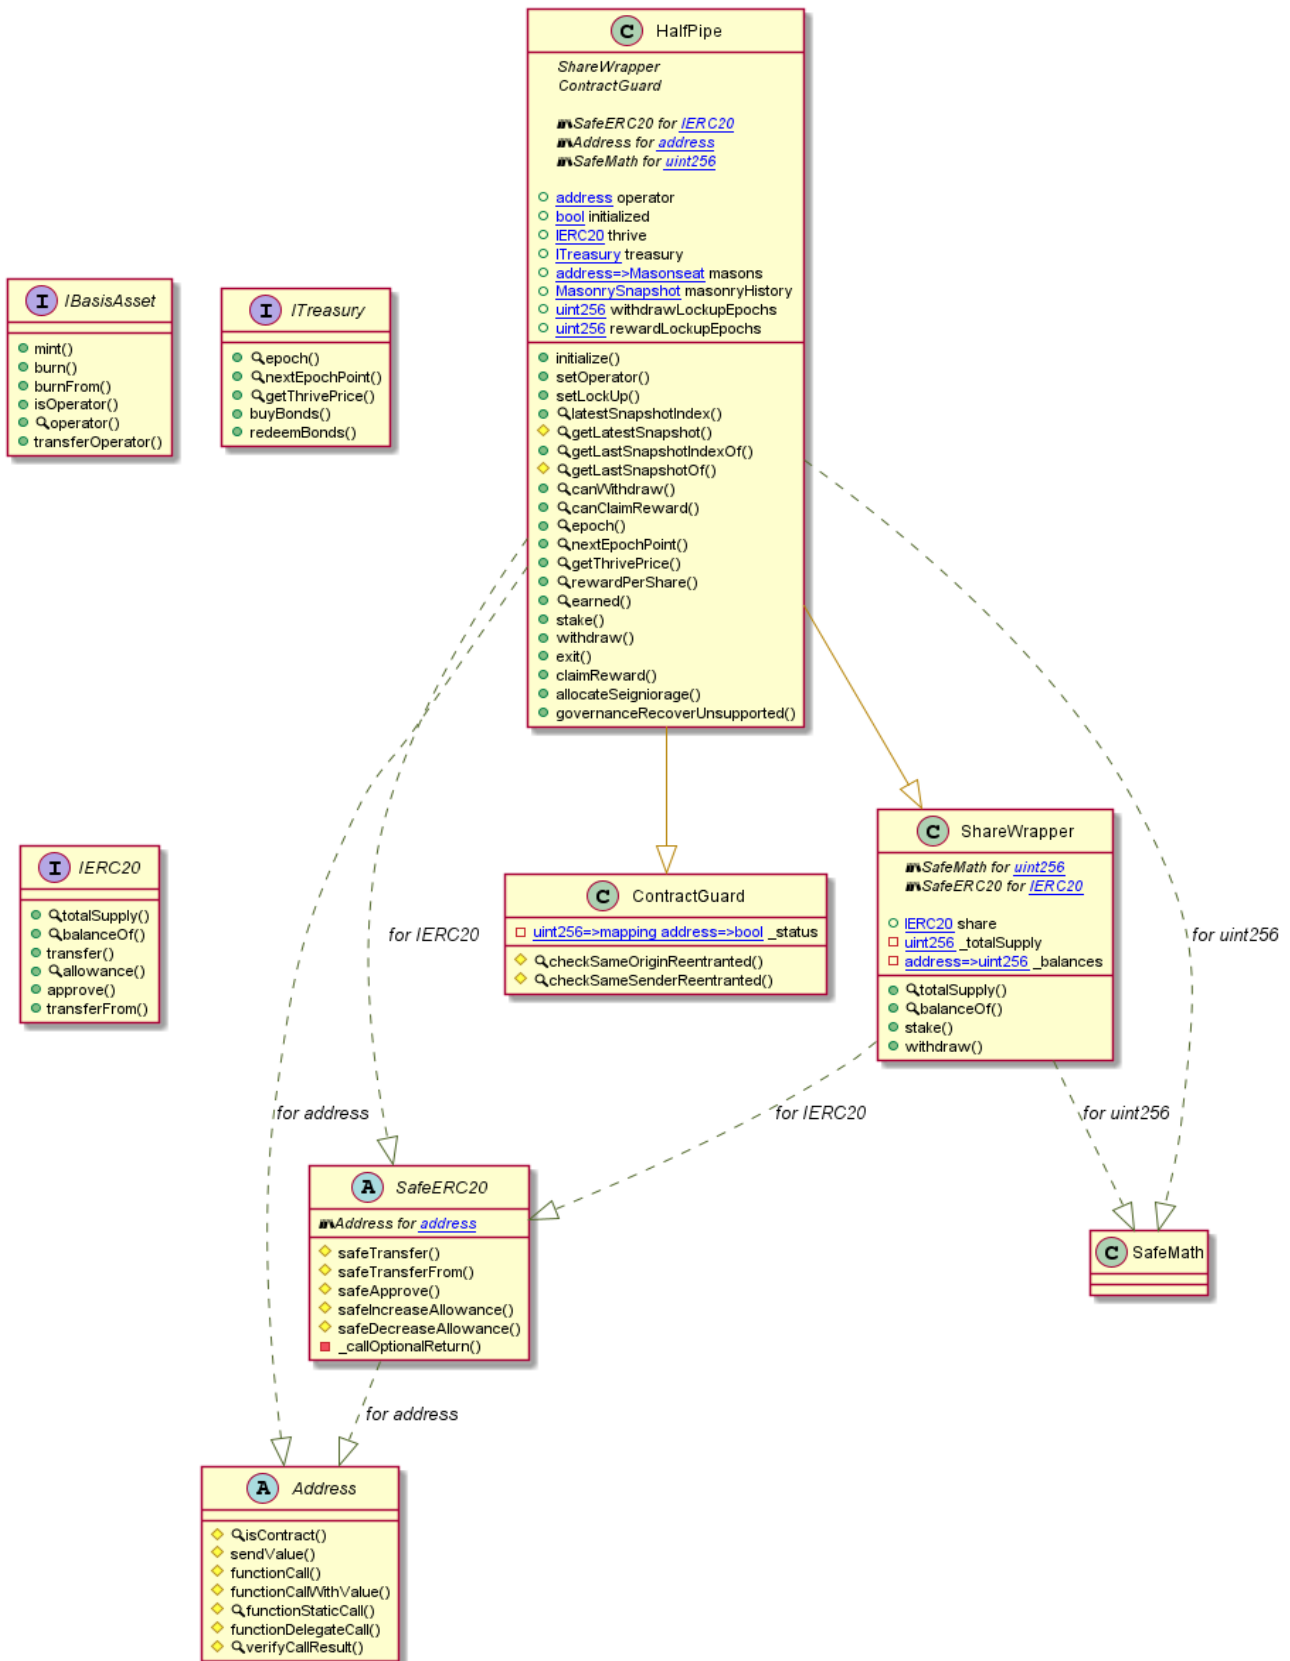 C HalfPipe
ShareWrapper
ContractGuard
SafeERC20 for IERC20
Address for address
SafeMath for uint256
address operator
bool initialized
IERC20 thrive
ITreasury treasury
address=>Masonseat masons
MasonrySnapshot masonryHistory
uint256 withdrawLockupEpochs
uint256 rewardLockupEpochs
initialize()
setOperator()
setLockUp()
latestSnapshotIndex()
getLatestSnapshot()
getLastSnapshotIndexOf()
getLastSnapshotOf()
canWithdraw()
canClaimReward()
epoch()
nextEpochPoint()
getThrivePrice()
rewardPerShare()
earned()
stake()
withdraw()
exit()
claimReward()
allocateSeigniorage()
governanceRecoverUnsupported()
I IBasisAsset
mint()
burn()
burnFrom()
isOperator()
operator()
transferOperator()
I ITreasury
epoch()
nextEpochPoint()
getThrivePrice()
buyBonds()
redeemBonds()
I IERC20
totalSupply()
balanceOf()
transfer()
allowance()
approve()
transferFrom()
for IERC20
C ContractGuard
uint256=>mapping address=>bool _status
checkSameOriginReentranted()
checkSameSenderReentranted()
C ShareWrapper
SafeMath for uint256
SafeERC20 for IERC20
IERC20 share
uint256 _totalSupply
address=>uint256 _balances
totalSupply()
balanceOf()
stake()
withdraw()
for uint256
for address
for IERC20
for uint256
A SafeERC20
Address for address
safeTransfer()
safeTransferFrom()
safeApprove()
safeIncreaseAllowance()
safeDecreaseAllowance()
_callOptionalReturn()
C SafeMath
for address
A Address
isContract()
sendValue()
functionCall()
functionCallWithValue()
functionStaticCall()
functionDelegateCall()
verifyCallResult()